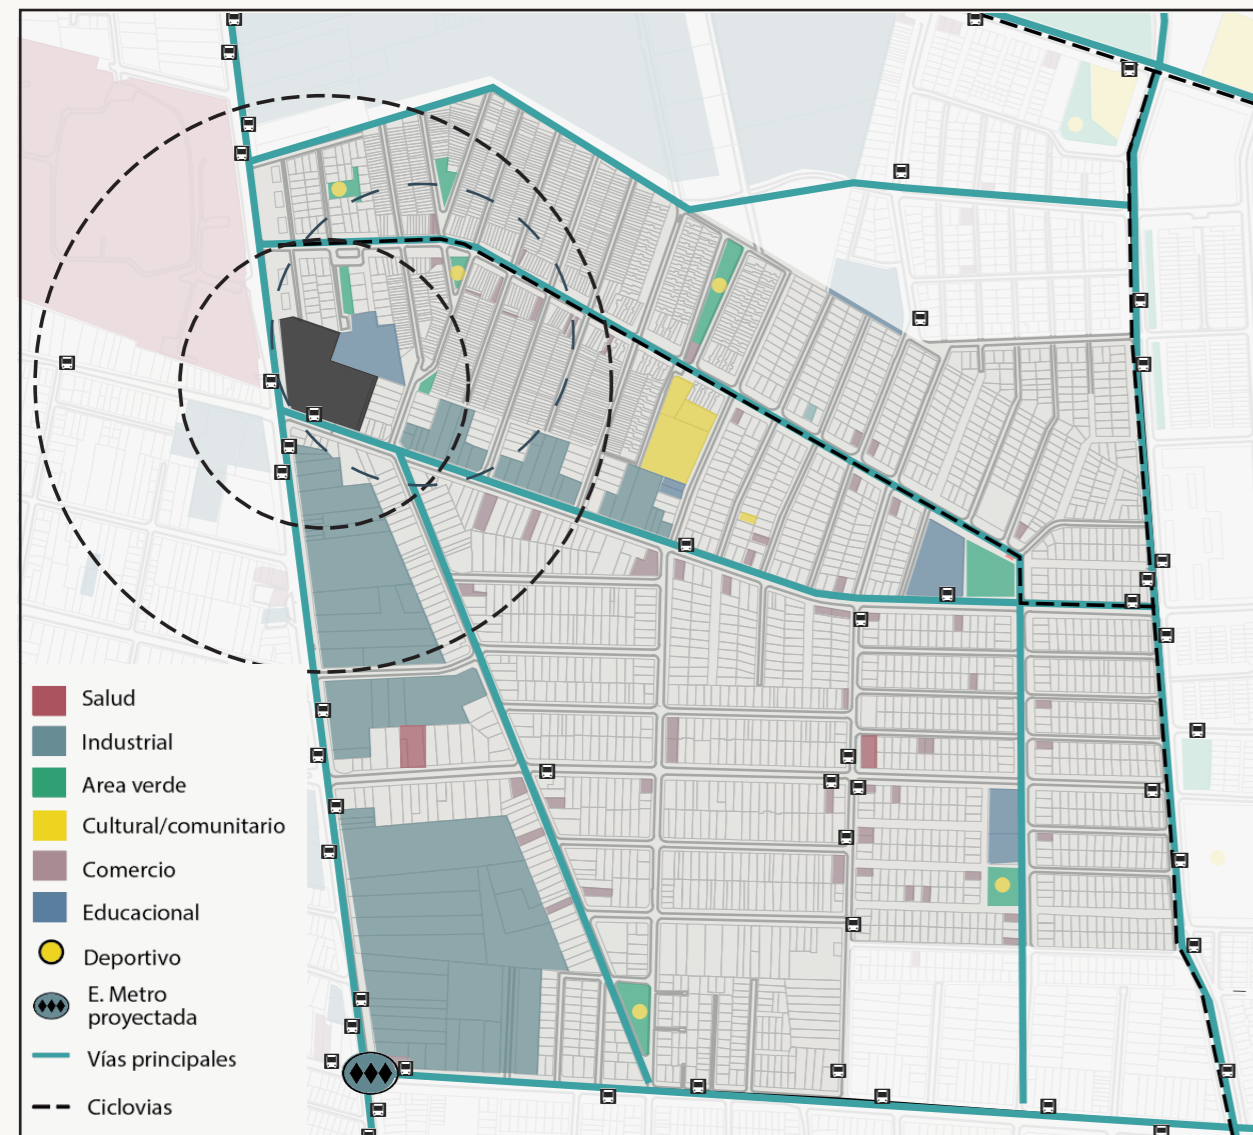 Salud
Industrial
Area verde
Cultural/comunitario
Comercio
Educacional
Deportivo
E. Metro
proyectada
Vías principales
Ciclovias